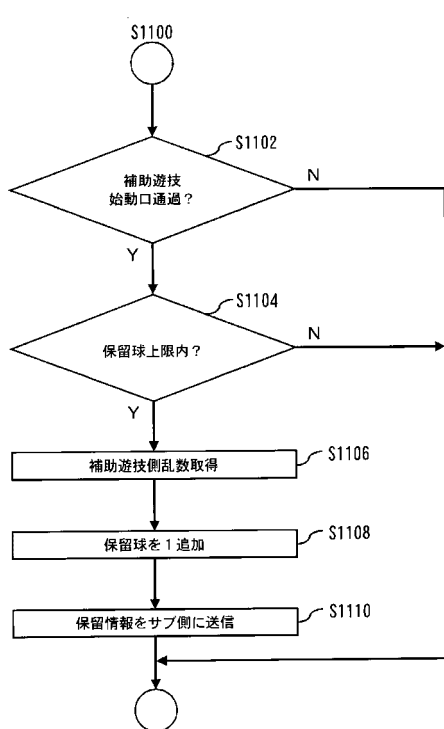 S1100
S1102
補助遊技
始動口通過？
N
Y
S1104
保留球上限内？
N
Y
補助遊技側乱数取得
S1106
保留球を１追加
S1108
保留情報をサブ側に送信
S1110